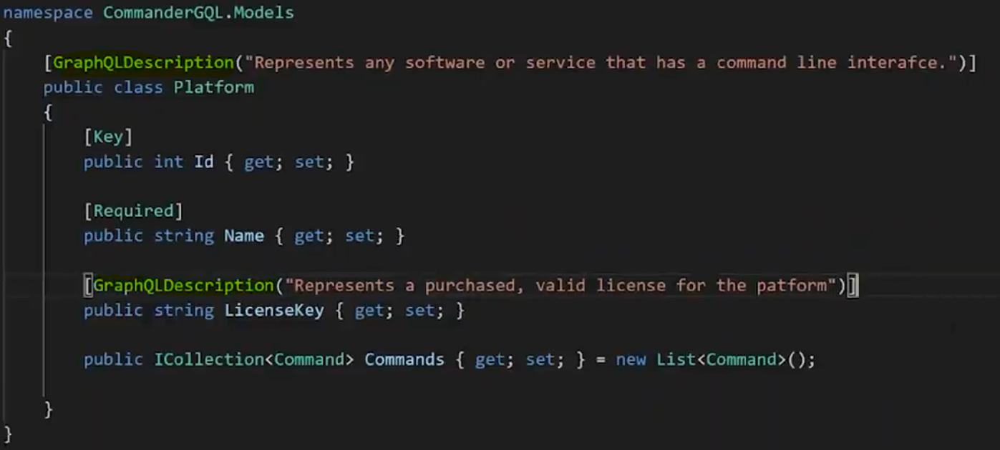 namespace CommanderGQL.Models
{
[GraphQLDescription("Represents any software or service that has a command line interafce.")]
public class Platform
{
[Key]
public int Id { get; set; }
[Required]
public string Name { get; set; }
[GraphQLDescription("Represents a purchased, valid license for the patform")]
public string LicenseKey { get; set; }
public ICollection<Command> Commands { get; set; } = new List<Command>();
}
}